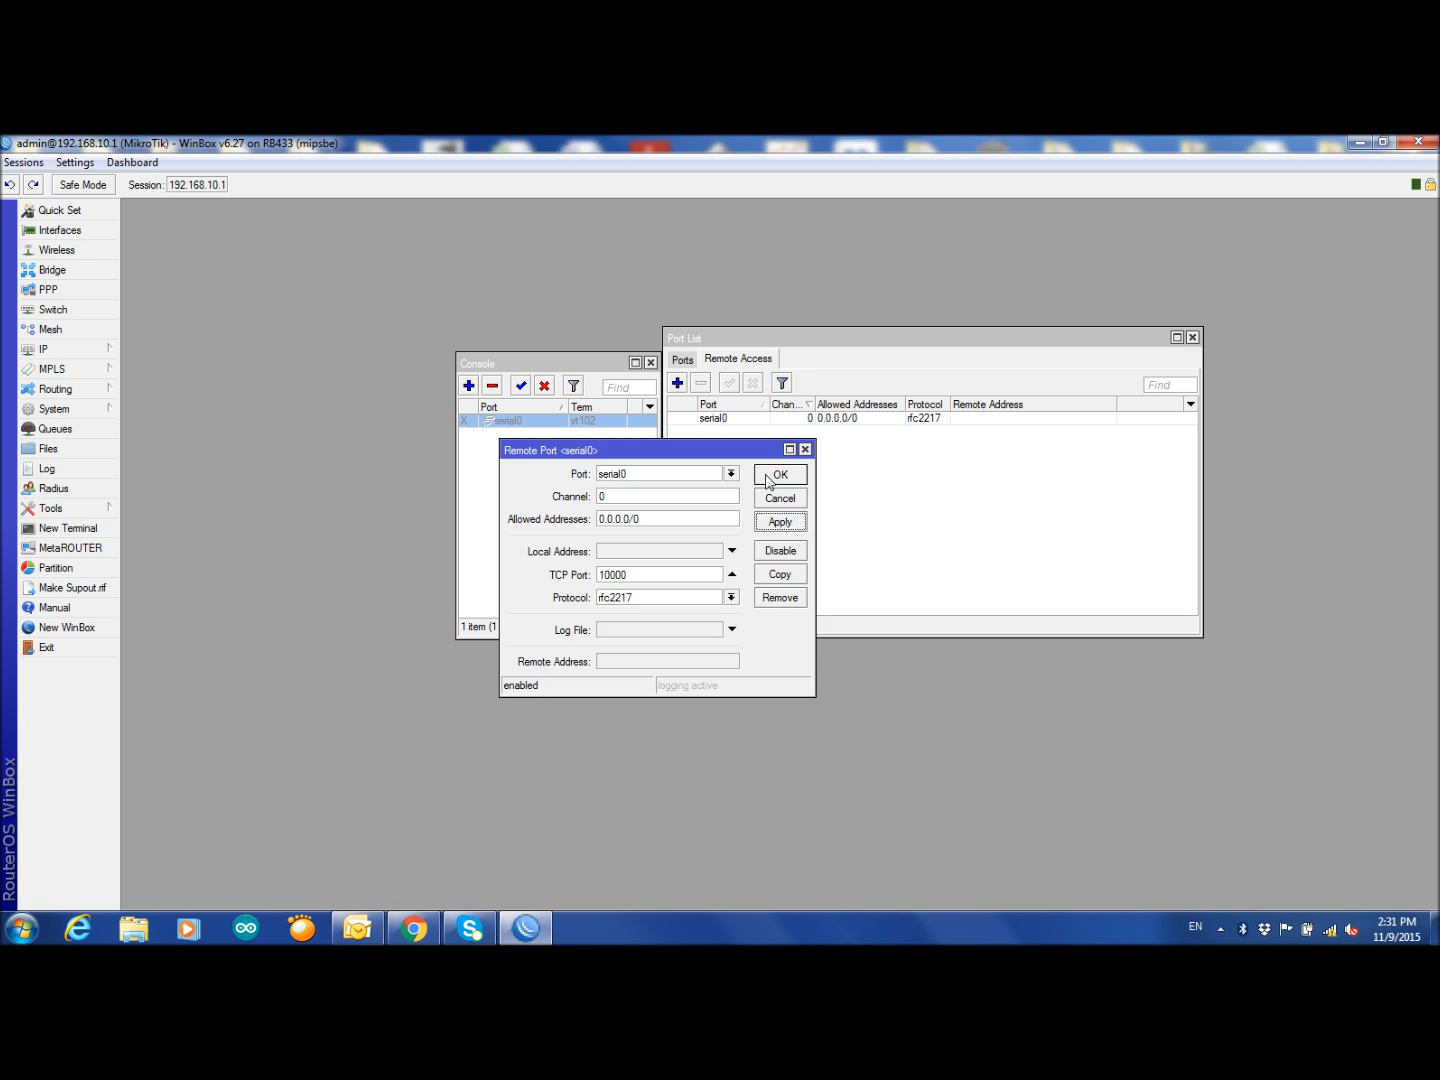 admin@192.168.10.1 (MikroTik) - WinBox v6.27 on RB433 (mipsbe)
Sessions Settings Dashboard
Safe Mode Session: 192.168.10.1
Quick Set
Interfaces
Wireless
Bridge
PPP
Switch
Mesh
IP
MPLS
Routing
System
Queues
Files
Log
Radius
Tools
New Terminal
MetaROUTER
Partition
Make Supout.rif
Manual
New WinBox
Exit
RouterOS WinBox
Console
Find
Port Term
X serial0 vt102
1 item (1
Port List
Ports Remote Access
Find
Port Chan... Allowed Addresses Protocol Remote Address
serial0 0 0.0.0.0/0 rfc2217
Remote Port <serial0>
Port: serial0 OK
Channel: 0 Cancel
Allowed Addresses: 0.0.0.0/0 Apply
Local Address: Disable
TCP Port: 10000 Copy
Protocol: rfc2217 Remove
Log File:
Remote Address:
enabled logging active
EN 2:31 PM
11/9/2015